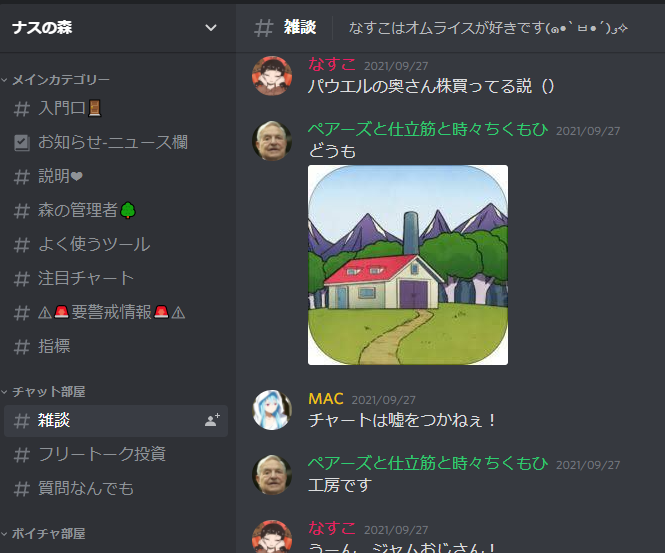 ナスの森
メインカテゴリー
入門口🚪
お知らせ-ニュース欄
説明❤
森の管理者🌳
よく使うツール
注目チャート
⚠🚨要警戒情報🚨⚠
指標
チャット部屋
雑談
フリートーク投資
質問なんでも
ボイチャ部屋
# 雑談 なすこはオムライスが好きです(๑•̀ㅂ•́)و✧
なすこ 2021/09/27
パウエルの奥さん株買ってる説（）
ペアーズと仕立筋と時々ちくもひ 2021/09/27
どうも
MAC 2021/09/27
チャートは嘘をつかねぇ！
ペアーズと仕立筋と時々ちくもひ 2021/09/27
工房です
なすこ 2021/09/27
うーん、ジャムおじさん！